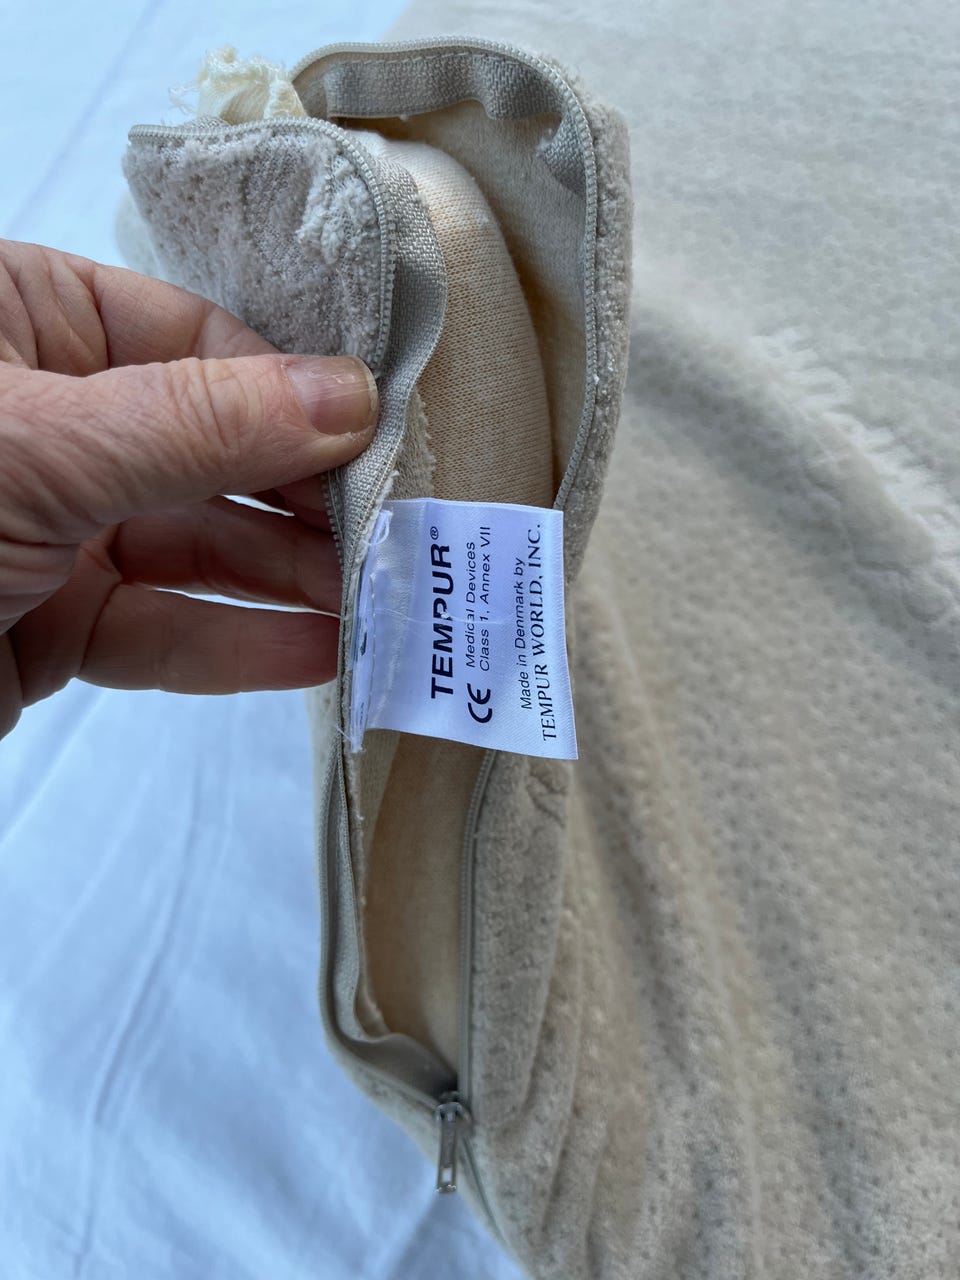 TEMPUR®
Medical Devices
CE Class 1, Annex VII
Made in Denmark by
TEMPUR WORLD, INC.